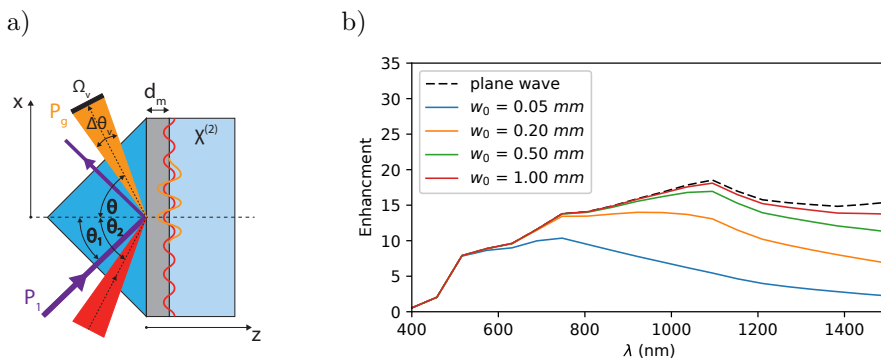 a)
x
Ω_v
P_g
Δθ_v
d_m
χ^(2)
θ
θ_1
θ_2
P_1
z
b)
Enhancment
35
30
25
20
15
10
5
0
plane wave
w_0 = 0.05 mm
w_0 = 0.20 mm
w_0 = 0.50 mm
w_0 = 1.00 mm
400 600 800 1000 1200 1400
λ (nm)